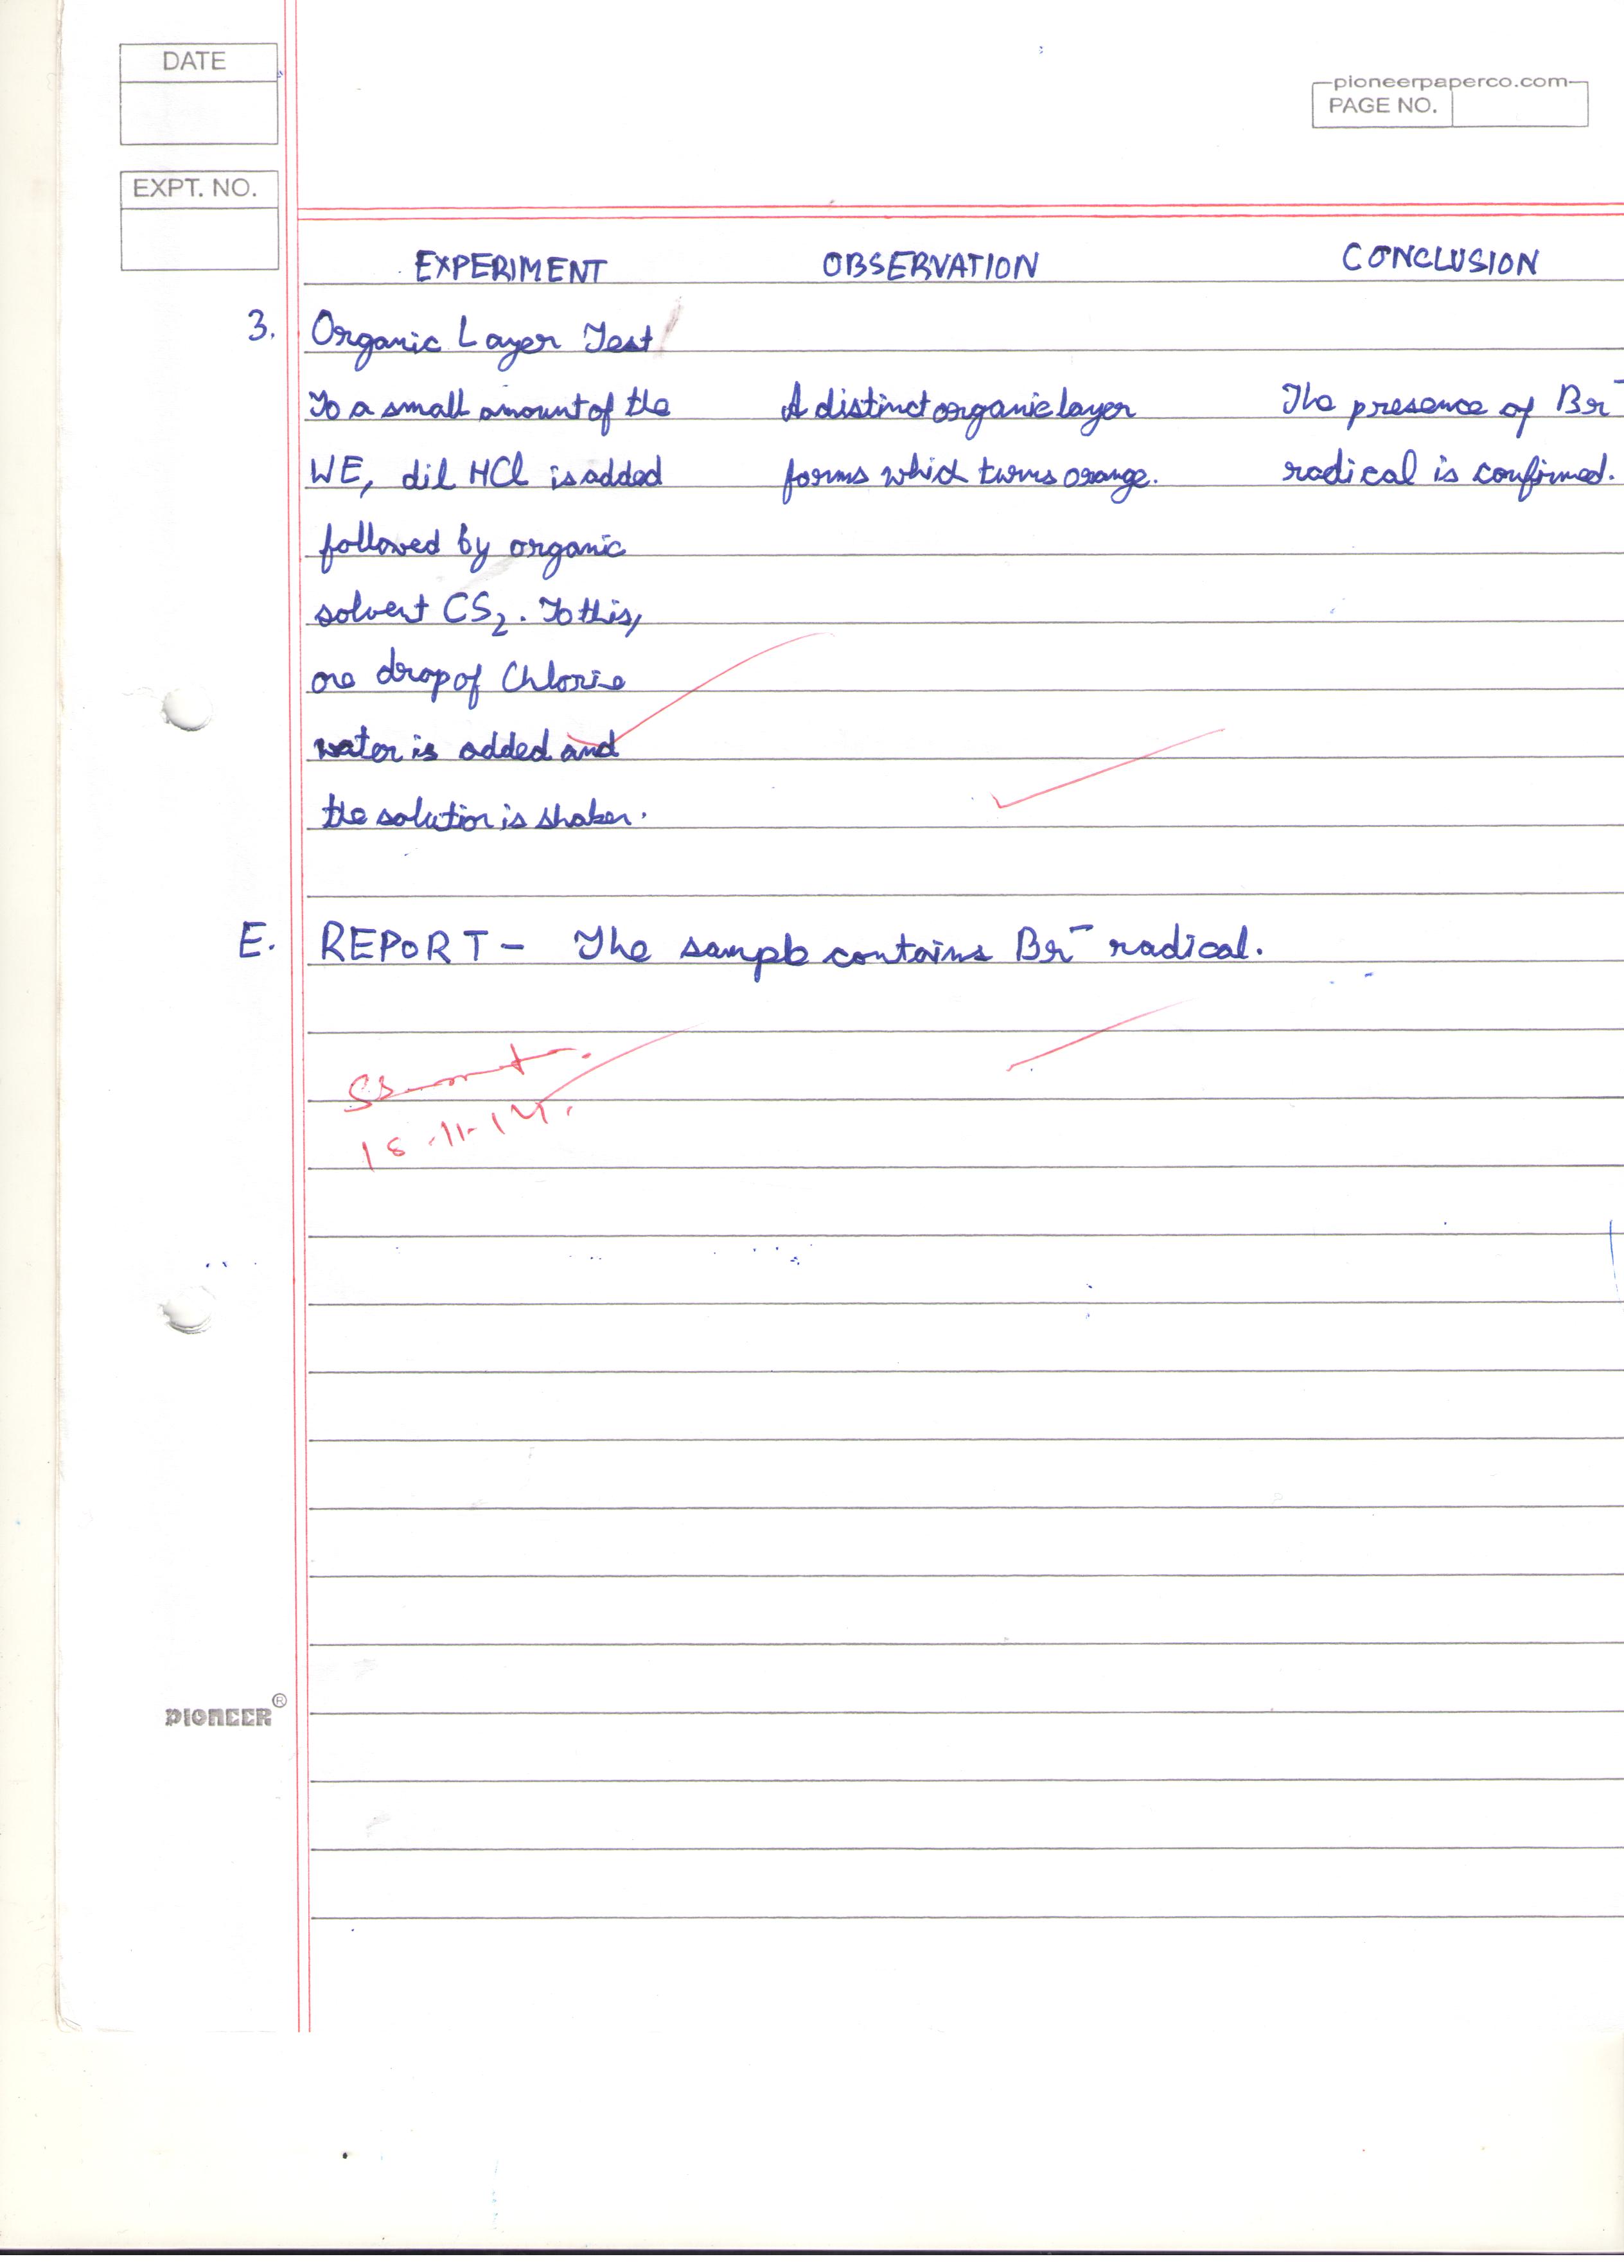 DATE
pioneerpaperco.com
PAGE NO.
EXPT. NO.
EXPERIMENT OBSERVATION CONCLUSION
3. Organic Layer Test
To a small amount of the A distinct organic layer The presence of Br⁻
WE, dil HCl is added forms which turns orange. radical is confirmed.
followed by organic
solvent CS₂. To this,
one drop of Chlorine
water is added and
the solution is shaken.
E. REPORT - The sample contains Br⁻ radical.
18.11.14.
PIONEER®